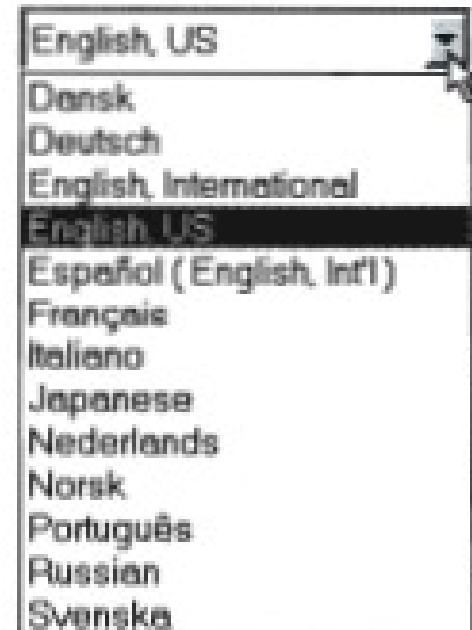 English, US
Dansk
Deutsch
English, International
English, US
Español (English, Int'l)
Français
Italiano
Japanese
Nederlands
Norsk
Português
Russian
Svenska